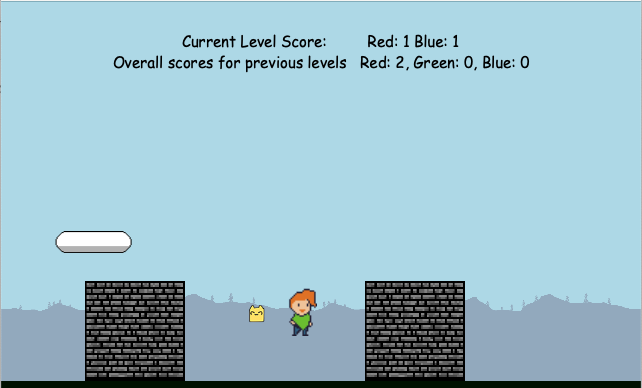 Current Level Score: Red: 1 Blue: 1
Overall scores for previous levels Red: 2, Green: 0, Blue: 0